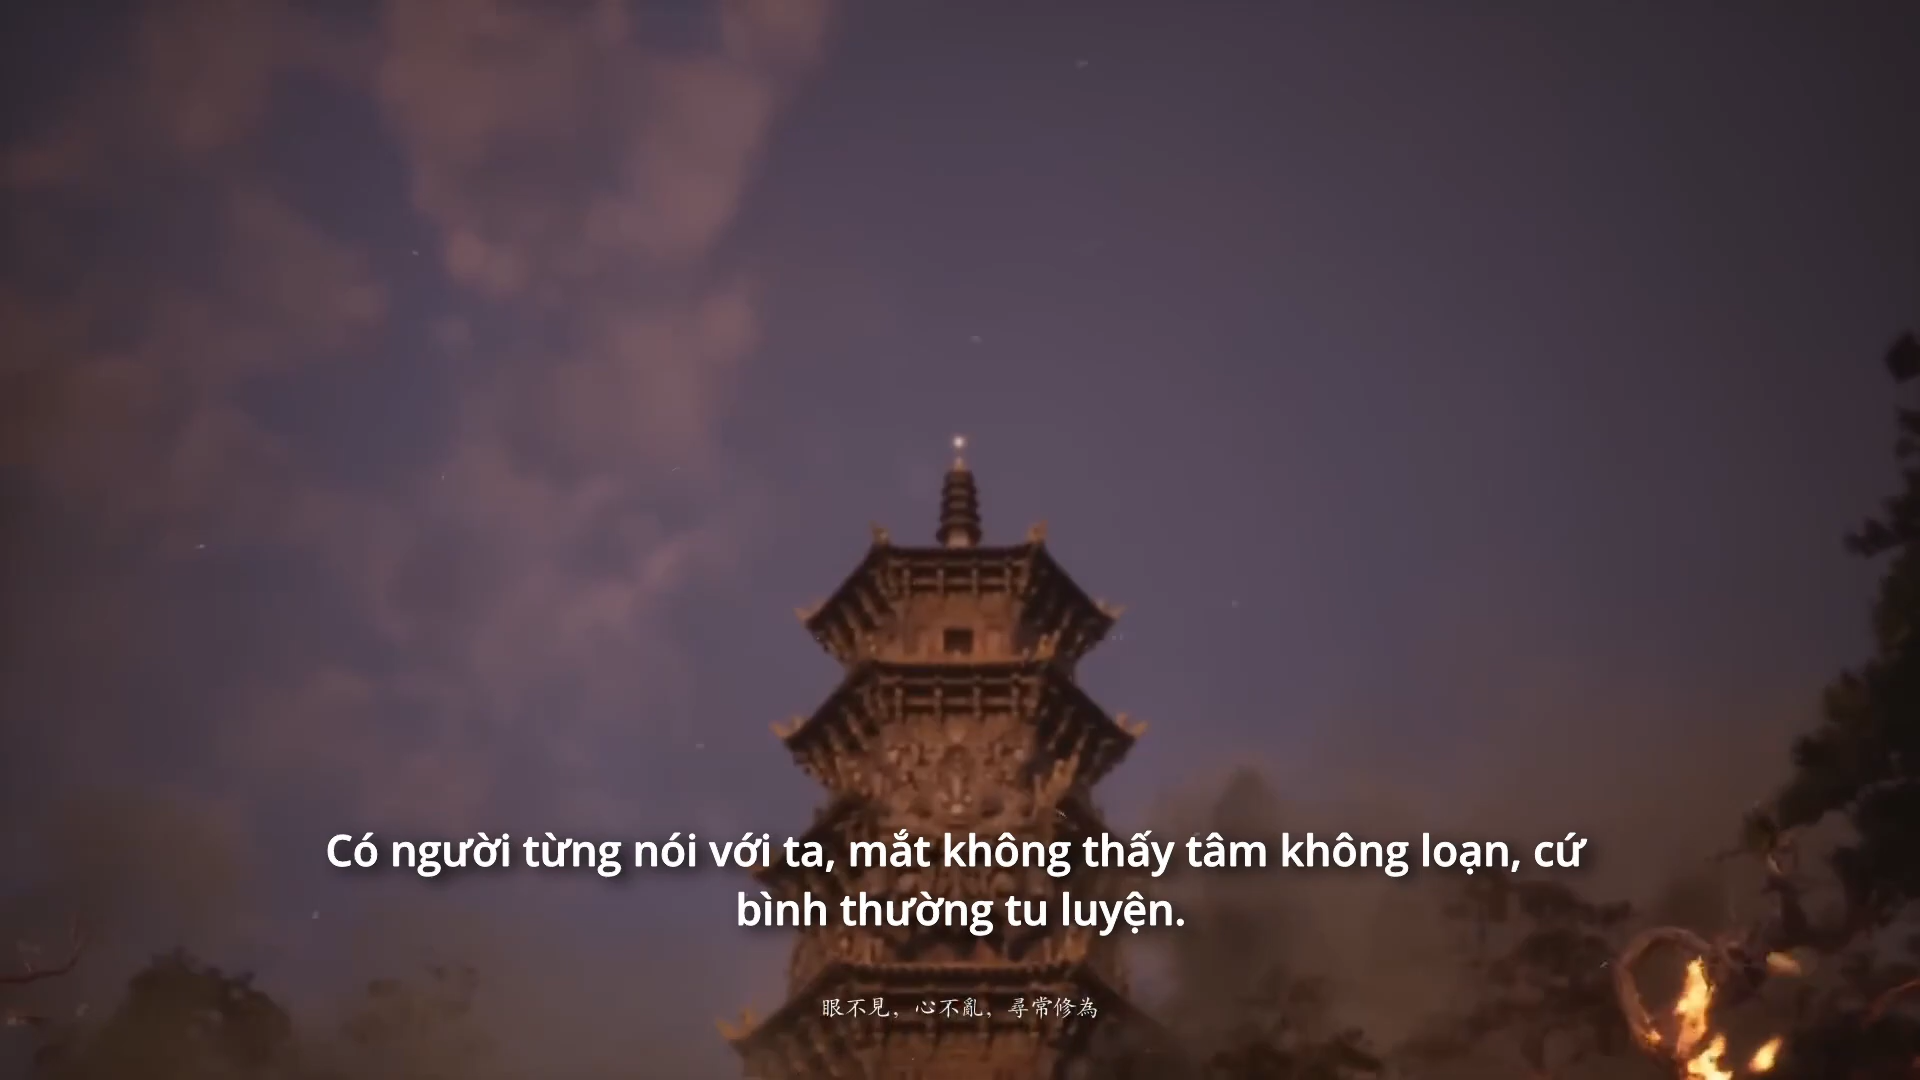 Có người từng nói với ta, mắt không thấy tâm không loạn, cứ
bình thường tu luyện.
眼不見，心不亂，尋常修為